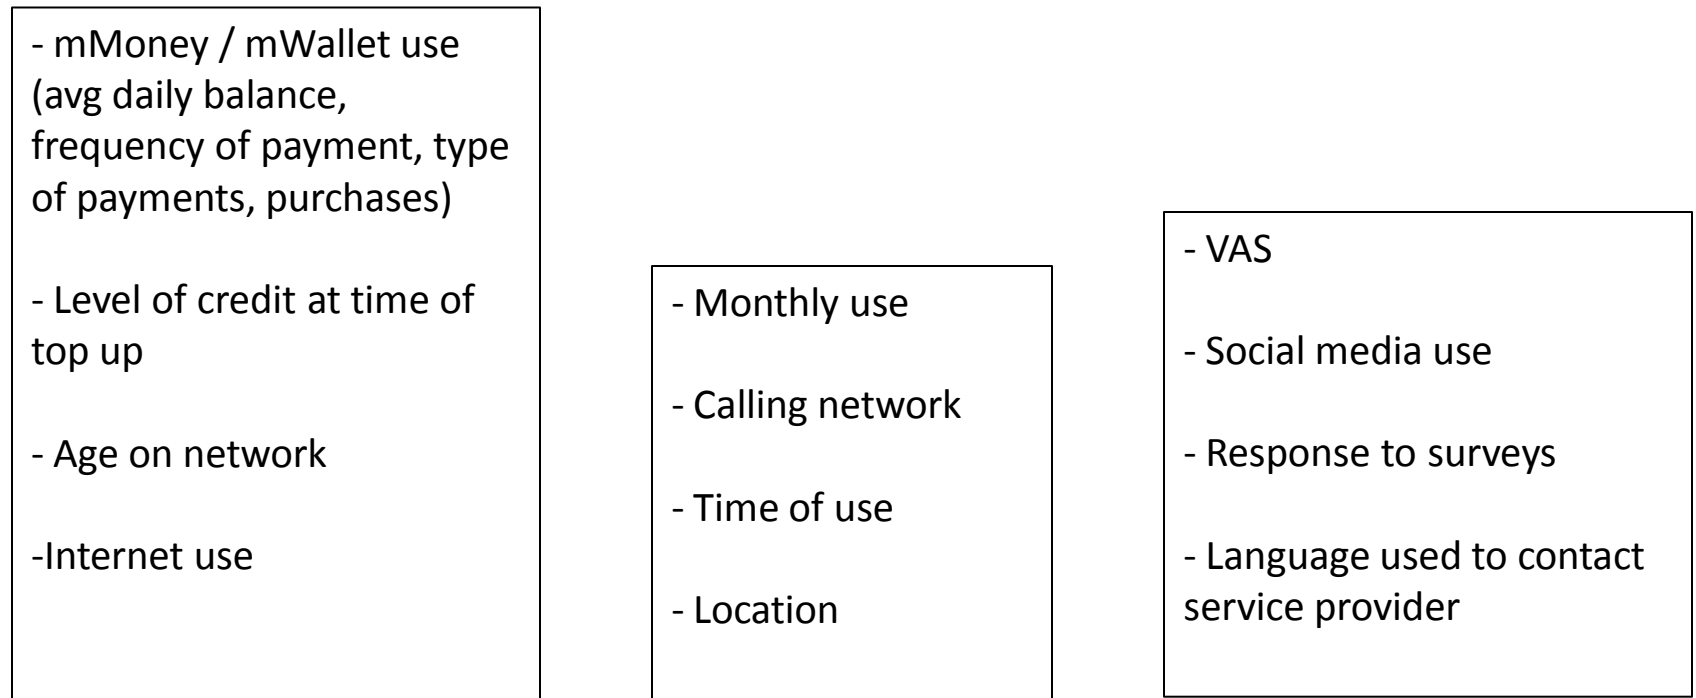 - mMoney / mWallet use
(avg daily balance,
frequency of payment, type
of payments, purchases)
- Level of credit at time of
top up
- Age on network
-Internet use
- Monthly use
- Calling network
- Time of use
- Location
- VAS
- Social media use
- Response to surveys
- Language used to contact
service provider